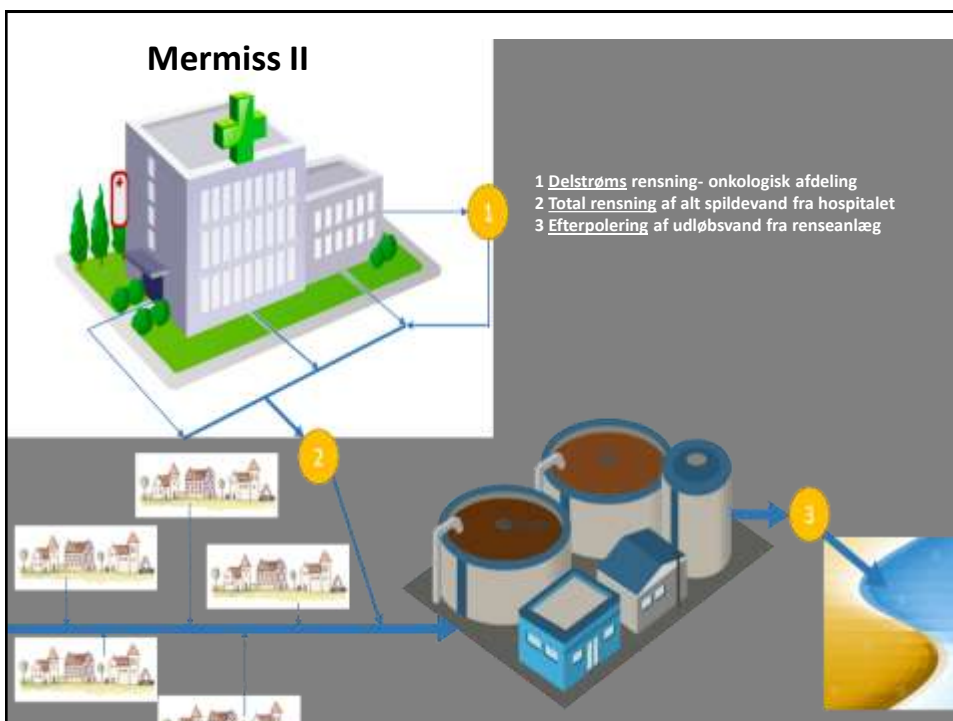 Mermiss II
1 Delstrøms rensning- onkologisk afdeling
2 Total rensning af alt spildevand fra hospitalet
3 Efterpolering af udløbsvand fra renseanlæg
1
2
3